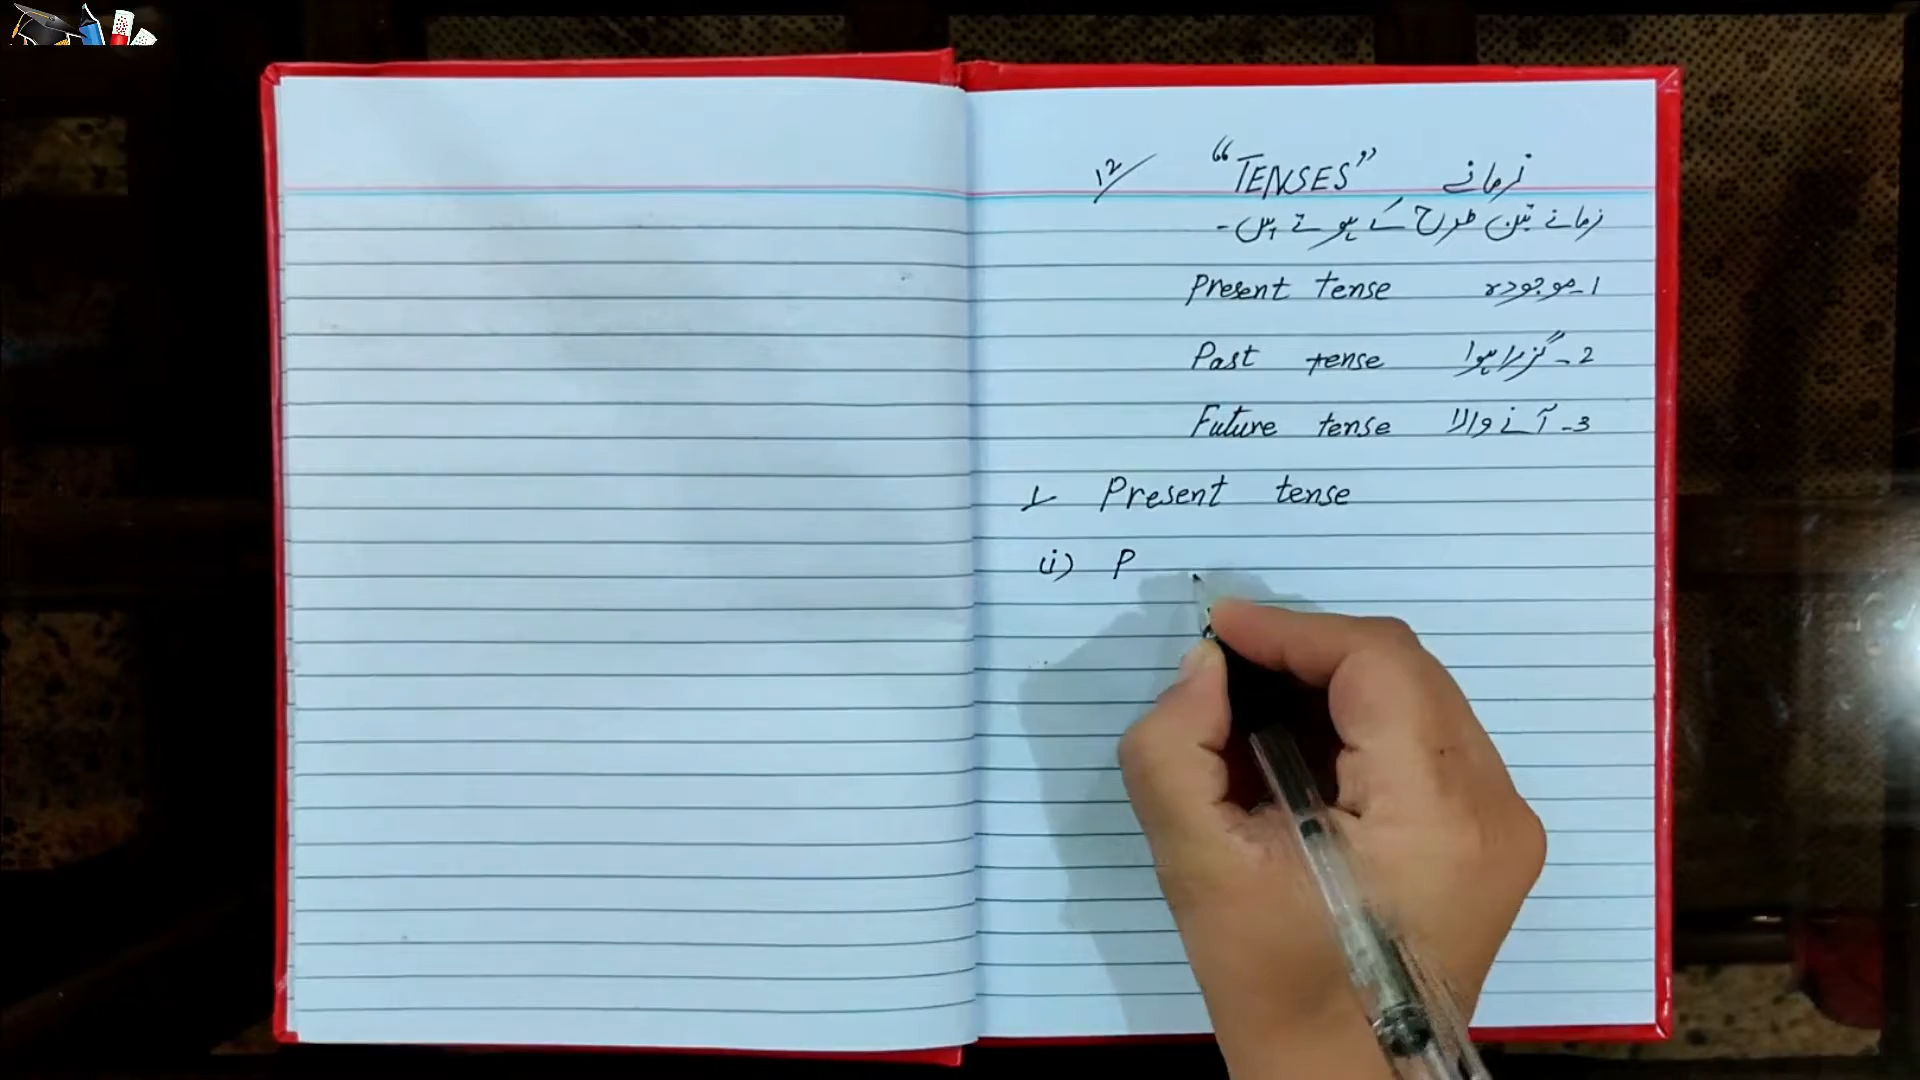 12/ "TENSES" زمانے
زمانے تین طرح کے ہوتے ہیں۔
Present tense 1۔موجودہ
Past tense 2۔گزرا ہوا
Future tense 3۔آنے والا
1 Present tense
(i) P